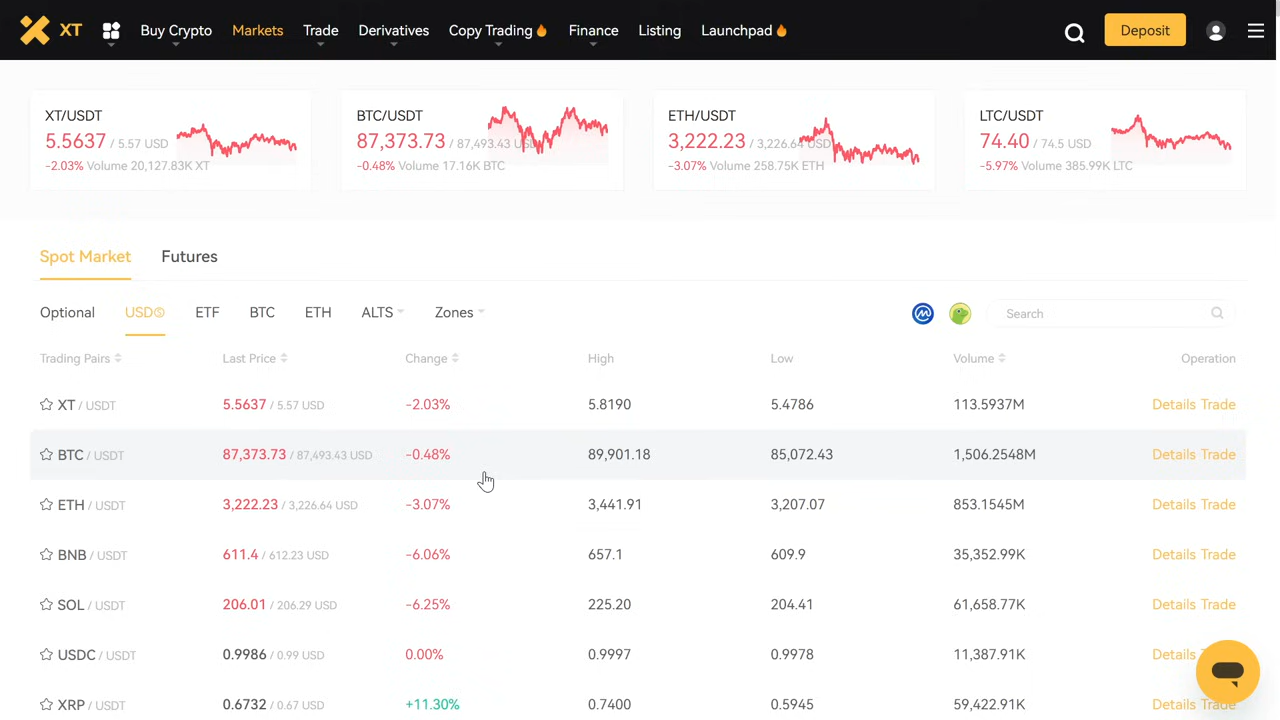 XT Buy Crypto Markets Trade Derivatives Copy Trading Finance Listing Launchpad Deposit
XT/USDT BTC/USDT ETH/USDT LTC/USDT
5.5637 / 5.57 USD 87,373.73 / 87,493.43 USD 3,222.23 / 3,226.64 USD 74.40 / 74.5 USD
-2.03% Volume 20,127.83K XT -0.48% Volume 17.16K BTC -3.07% Volume 258.75K ETH -5.97% Volume 385.99K LTC
Spot Market Futures
Optional USD ETF BTC ETH ALTS Zones Search
Trading Pairs Last Price Change High Low Volume Operation
XT / USDT 5.5637 / 5.57 USD -2.03% 5.8190 5.4786 113.5937M Details Trade
BTC / USDT 87,373.73 / 87,493.43 USD -0.48% 89,901.18 85,072.43 1,506.2548M Details Trade
ETH / USDT 3,222.23 / 3,226.64 USD -3.07% 3,441.91 3,207.07 853.1545M Details Trade
BNB / USDT 611.4 / 612.23 USD -6.06% 657.1 609.9 35,352.99K Details Trade
SOL / USDT 206.01 / 206.29 USD -6.25% 225.20 204.41 61,658.77K Details Trade
USDC / USDT 0.9986 / 0.99 USD 0.00% 0.9997 0.9978 11,387.91K Details
XRP / USDT 0.6732 / 0.67 USD +11.30% 0.7400 0.5945 59,422.91K Details Trade